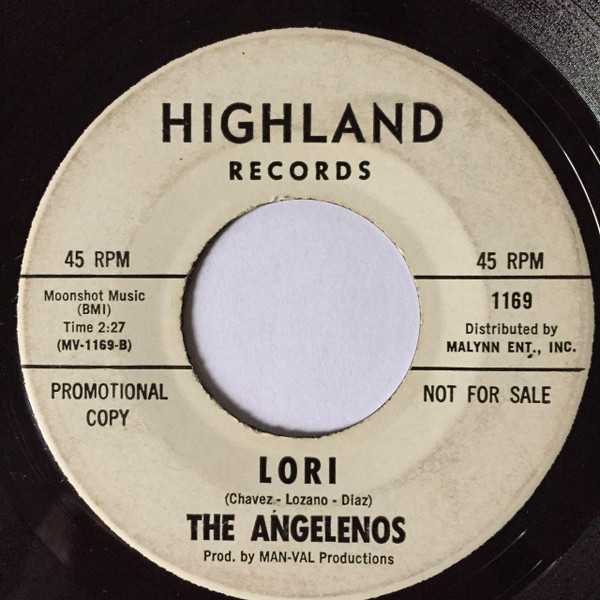 HIGHLAND
RECORDS
45 RPM
Moonshot Music
(BMI)
Time 2:27
(MV-1169-B)
PROMOTIONAL
COPY
45 RPM
1169
Distributed by
MALYNN ENT., INC.
NOT FOR SALE
LORI
(Chavez - Lozano - Diaz)
THE ANGELENOS
Prod. by MAN-VAL Productions